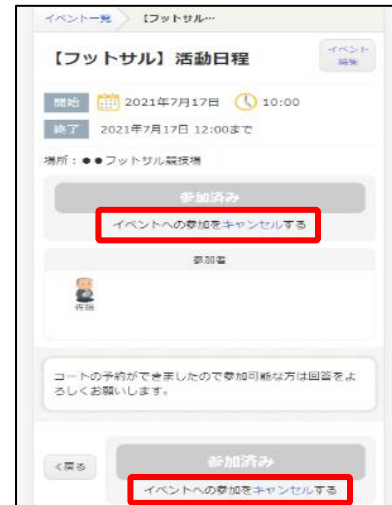 イベント一覧 【フットサル…
【フットサル】活動日程
イベント
編集
開始 2021年7月17日 10:00
終了 2021年7月17日 12:00まで
場所:●●フットサル競技場
参加済み
イベントへの参加をキャンセルする
参加者
佐藤
コートの予約ができましたので参加可能な方は回答をよ
ろしくお願いします。
<戻る
参加済み
イベントへの参加をキャンセルする